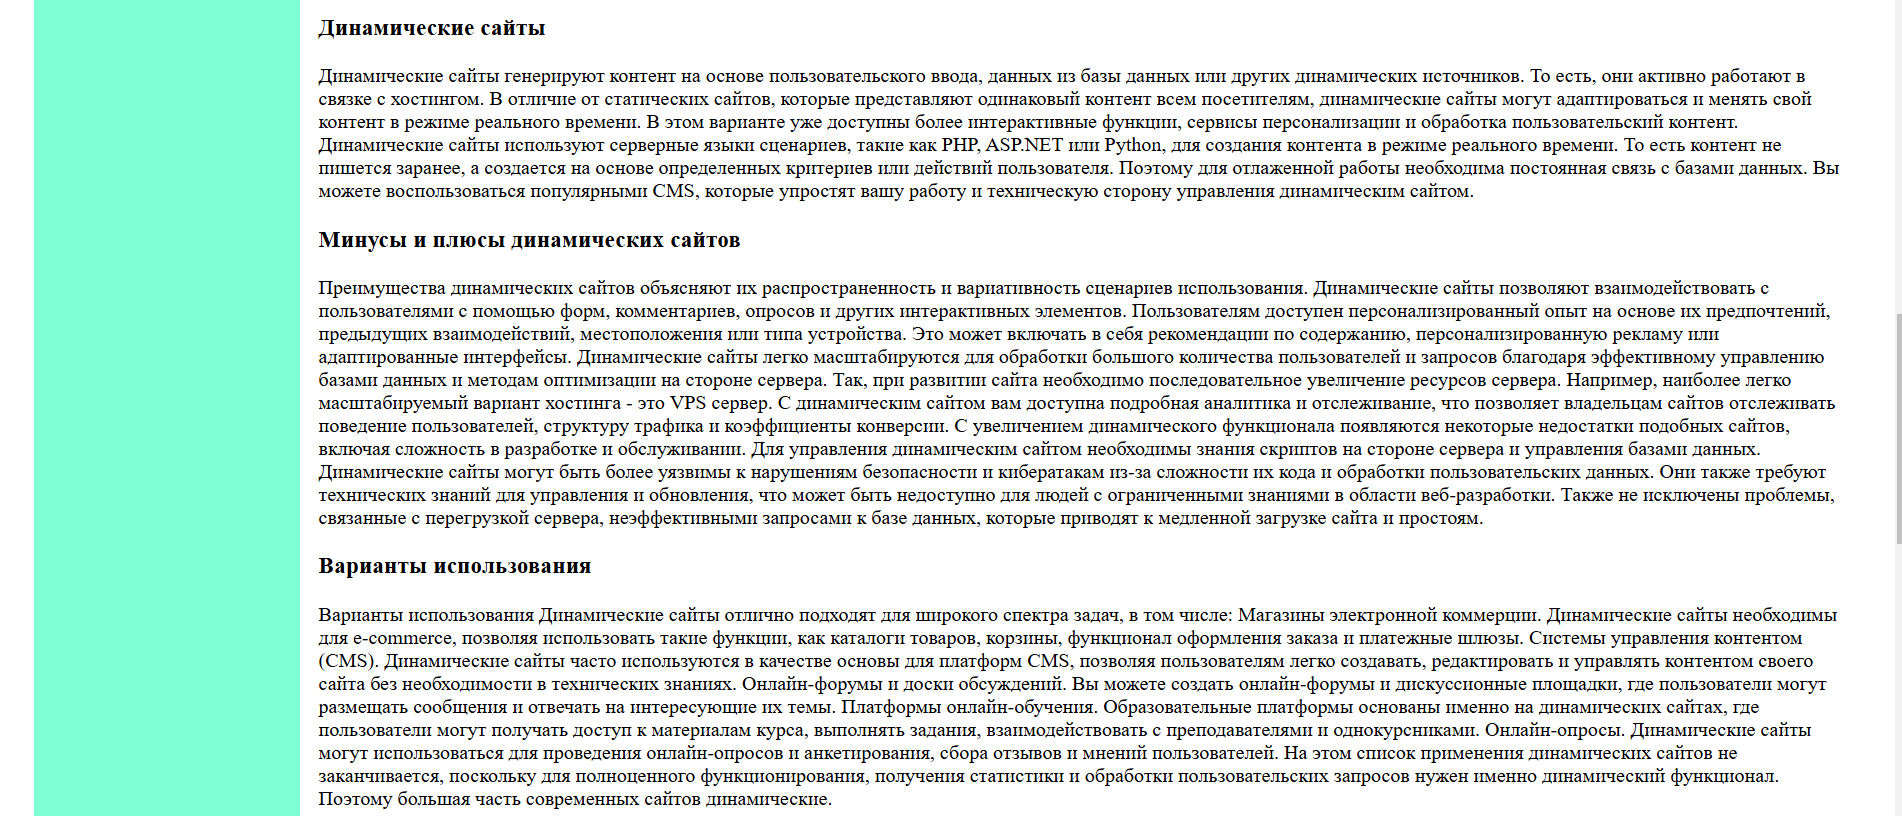 Динамические сайты
Динамические сайты генерируют контент на основе пользовательского ввода, данных из базы данных или других динамических источников. То есть, они активно работают в
связке с хостингом. В отличие от статических сайтов, которые представляют одинаковый контент всем посетителям, динамические сайты могут адаптироваться и менять свой
контент в режиме реального времени. В этом варианте уже доступны более интерактивные функции, сервисы персонализации и обработка пользовательский контент.
Динамические сайты используют серверные языки сценариев, такие как PHP, ASP.NET или Python, для создания контента в режиме реального времени. То есть контент не
пишется заранее, а создается на основе определенных критериев или действий пользователя. Поэтому для отлаженной работы необходима постоянная связь с базами данных. Вы
можете воспользоваться популярными CMS, которые упростят вашу работу и техническую сторону управления динамическим сайтом.
Минусы и плюсы динамических сайтов
Преимущества динамических сайтов объясняют их распространенность и вариативность сценариев использования. Динамические сайты позволяют взаимодействовать с
пользователями с помощью форм, комментариев, опросов и других интерактивных элементов. Пользователям доступен персонализированный опыт на основе их предпочтений,
предыдущих взаимодействий, местоположения или типа устройства. Это может включать в себя рекомендации по содержанию, персонализированную рекламу или
адаптированные интерфейсы. Динамические сайты легко масштабируются для обработки большого количества пользователей и запросов благодаря эффективному управлению
базами данных и методам оптимизации на стороне сервера. Так, при развитии сайта необходимо последовательное увеличение ресурсов сервера. Например, наиболее легко
масштабируемый вариант хостинга - это VPS сервер. С динамическим сайтом вам доступна подробная аналитика и отслеживание, что позволяет владельцам сайтов отслеживать
поведение пользователей, структуру трафика и коэффициенты конверсии. С увеличением динамического функционала появляются некоторые недостатки подобных сайтов,
включая сложность в разработке и обслуживании. Для управления динамическим сайтом необходимы знания скриптов на стороне сервера и управления базами данных.
Динамические сайты могут быть более уязвимы к нарушениям безопасности и кибератакам из-за сложности их кода и обработки пользовательских данных. Они также требуют
технических знаний для управления и обновления, что может быть недоступно для людей с ограниченными знаниями в области веб-разработки. Также не исключены проблемы,
связанные с перегрузкой сервера, неэффективными запросами к базе данных, которые приводят к медленной загрузке сайта и простоям.
Варианты использования
Варианты использования Динамические сайты отлично подходят для широкого спектра задач, в том числе: Магазины электронной коммерции. Динамические сайты необходимы
для e-commerce, позволяя использовать такие функции, как каталоги товаров, корзины, функционал оформления заказа и платежные шлюзы. Системы управления контентом
(CMS). Динамические сайты часто используются в качестве основы для платформ CMS, позволяя пользователям легко создавать, редактировать и управлять контентом своего
сайта без необходимости в технических знаниях. Онлайн-форумы и доски обсуждений. Вы можете создать онлайн-форумы и дискуссионные площадки, где пользователи могут
размещать сообщения и отвечать на интересующие их темы. Платформы онлайн-обучения. Образовательные платформы основаны именно на динамических сайтах, где
пользователи могут получать доступ к материалам курса, выполнять задания, взаимодействовать с преподавателями и однокурсниками. Онлайн-опросы. Динамические сайты
могут использоваться для проведения онлайн-опросов и анкетирования, сбора отзывов и мнений пользователей. На этом список применения динамических сайтов не
заканчивается, поскольку для полноценного функционирования, получения статистики и обработки пользовательских запросов нужен именно динамический функционал.
Поэтому большая часть современных сайтов динамические.